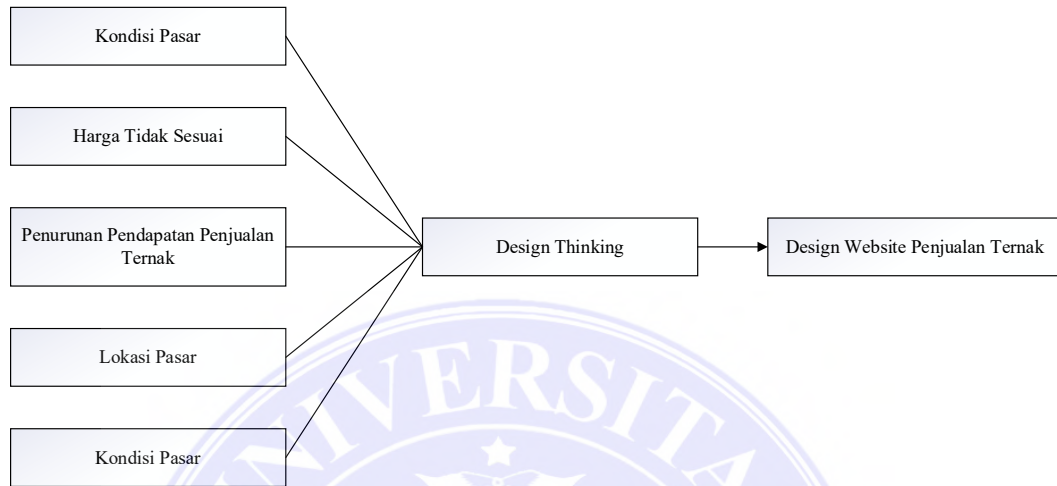 Kondisi Pasar
Harga Tidak Sesuai
Penurunan Pendapatan Penjualan
Ternak
Lokasi Pasar
Kondisi Pasar
Design Thinking
Design Website Penjualan Ternak
UNIVERSITA